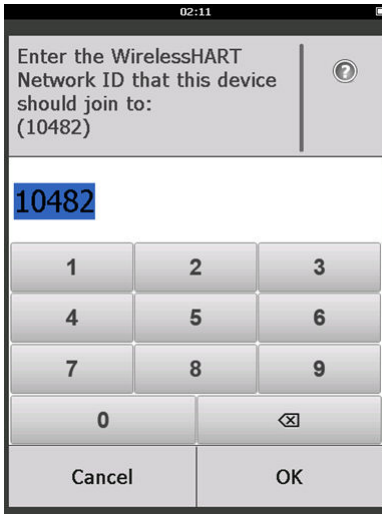 02:11
Enter the WirelessHART
Network ID that this device
should join to:
(10482)
?
10482
1 2 3
4 5 6
7 8 9
0
Cancel OK